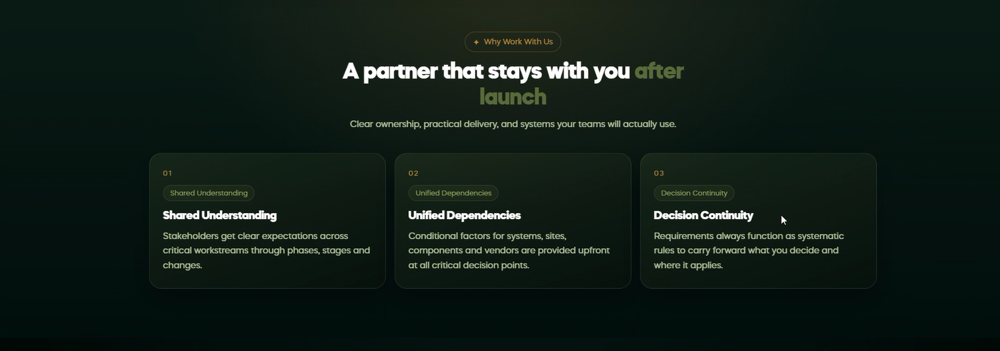 ✦ Why Work With Us
A partner that stays with you after
launch
Clear ownership, practical delivery, and systems your teams will actually use.
01
Shared Understanding
Shared Understanding
Stakeholders get clear expectations across
critical workstreams through phases, stages and
changes.
02
Unified Dependencies
Unified Dependencies
Conditional factors for systems, sites,
components and vendors are provided upfront
at all critical decision points.
03
Decision Continuity
Decision Continuity
Requirements always function as systematic
rules to carry forward what you decide and
where it applies.